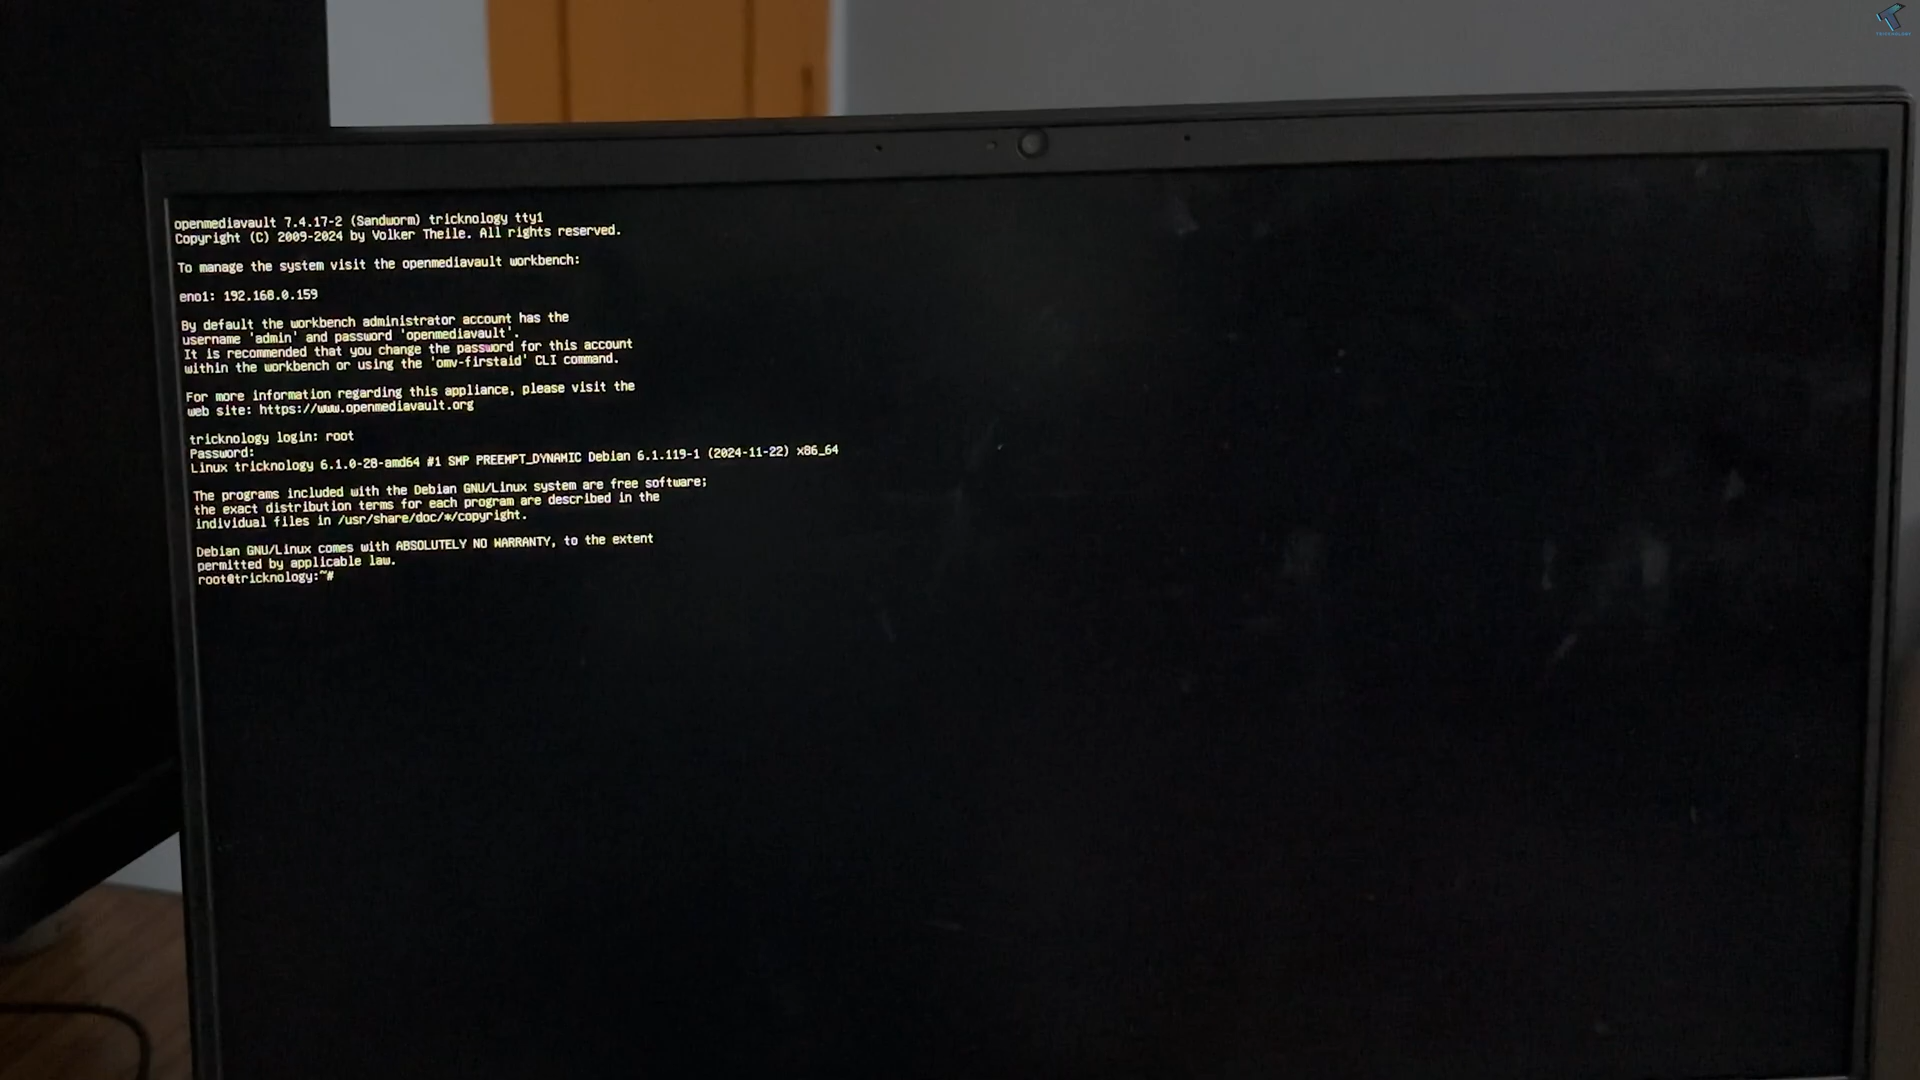 openmediavault 7.4.17-2 (Sandworm) tricknology tty1
Copyright (C) 2009-2024 by Volker Theile. All rights reserved.
To manage the system visit the openmediavault workbench:
eno1: 192.168.0.159
By default the workbench administrator account has the
username 'admin' and password 'openmediavault'.
It is recommended that you change the password for this account
within the workbench or using the 'omv-firstaid' CLI command.
For more information regarding this appliance, please visit the
web site: https://www.openmediavault.org
tricknology login: root
Password:
Linux tricknology 6.1.0-28-amd64 #1 SMP PREEMPT_DYNAMIC Debian 6.1.119-1 (2024-11-22) x86_64
The programs included with the Debian GNU/Linux system are free software;
the exact distribution terms for each program are described in the
individual files in /usr/share/doc/*/copyright.
Debian GNU/Linux comes with ABSOLUTELY NO WARRANTY, to the extent
permitted by applicable law.
root@tricknology:~#